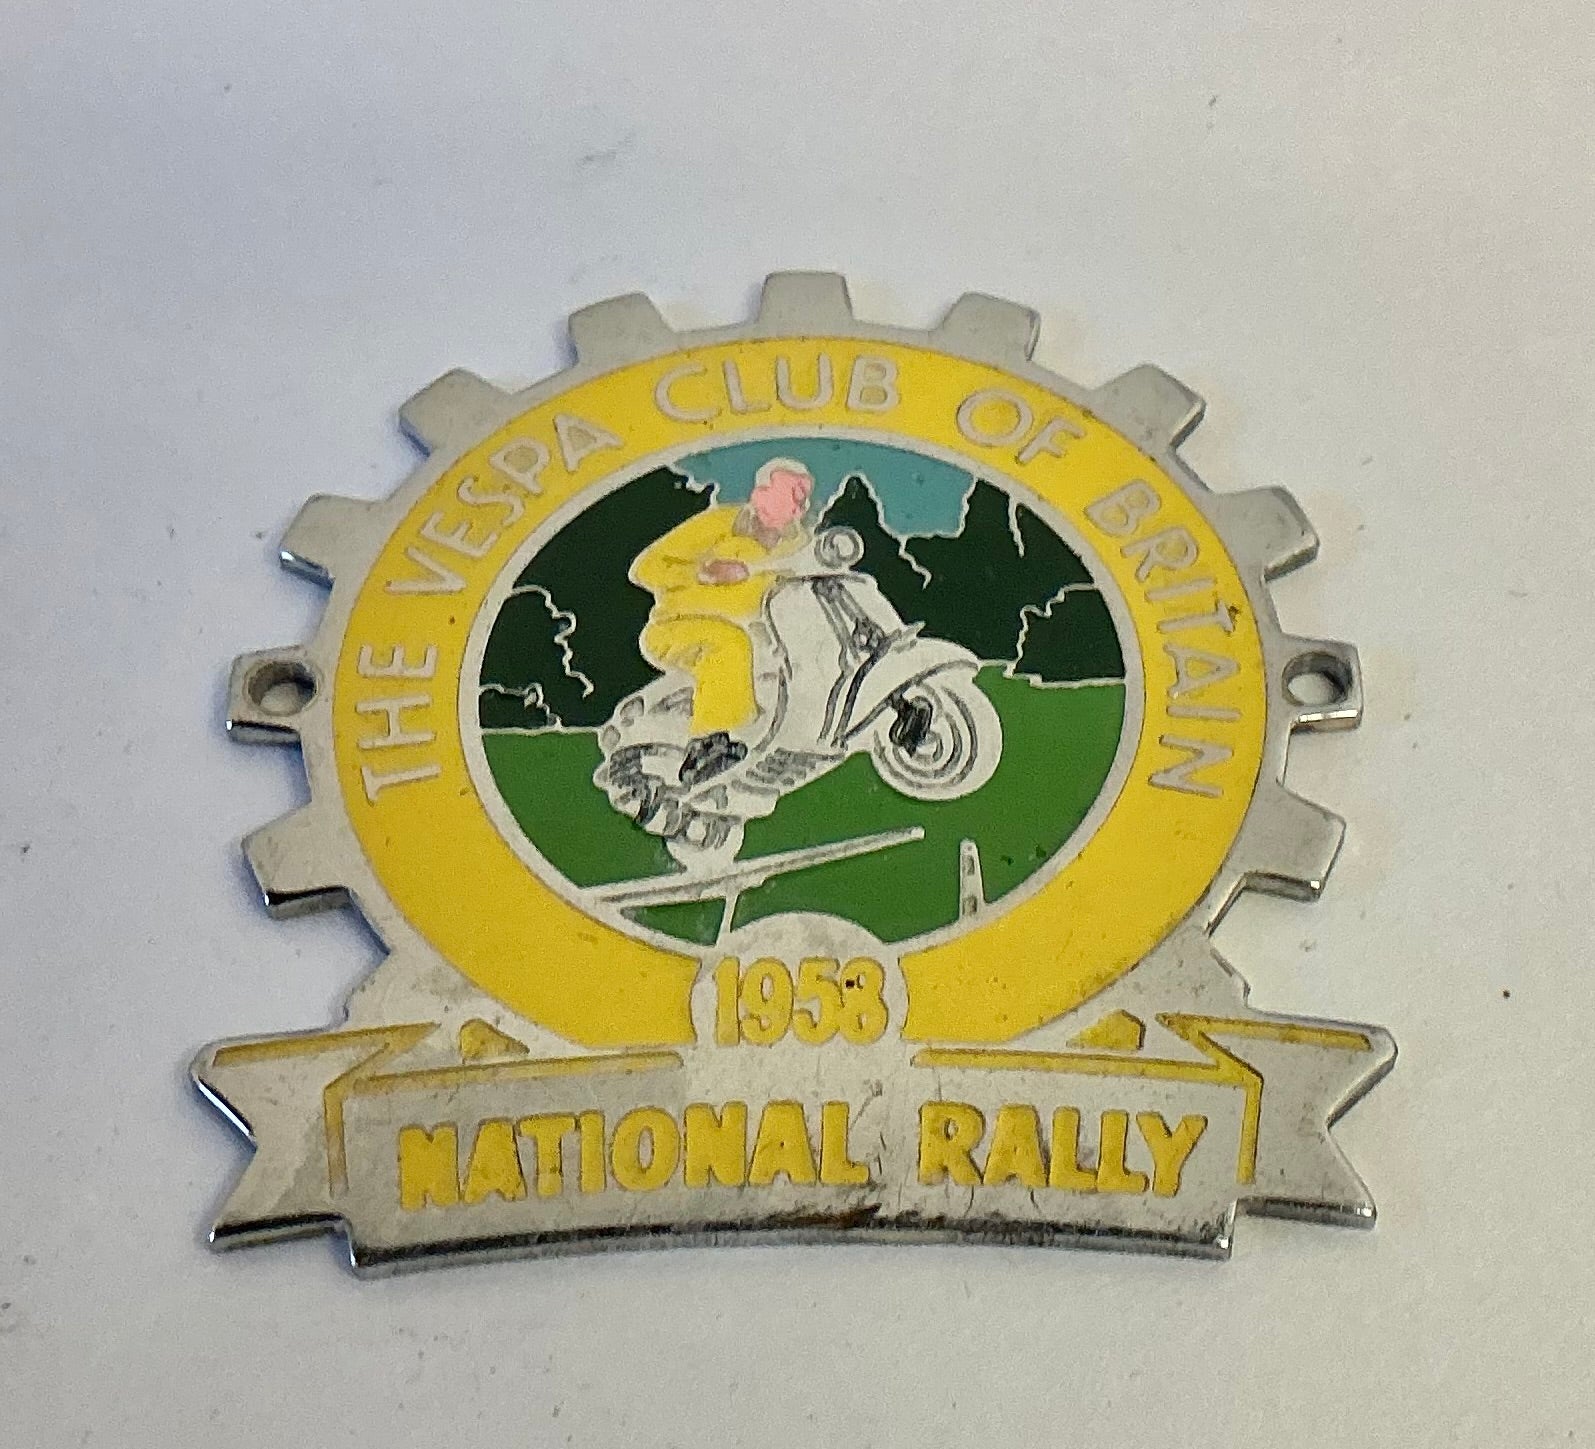 THE VESPA CLUB OF BRITAIN
1958
NATIONAL RALLY